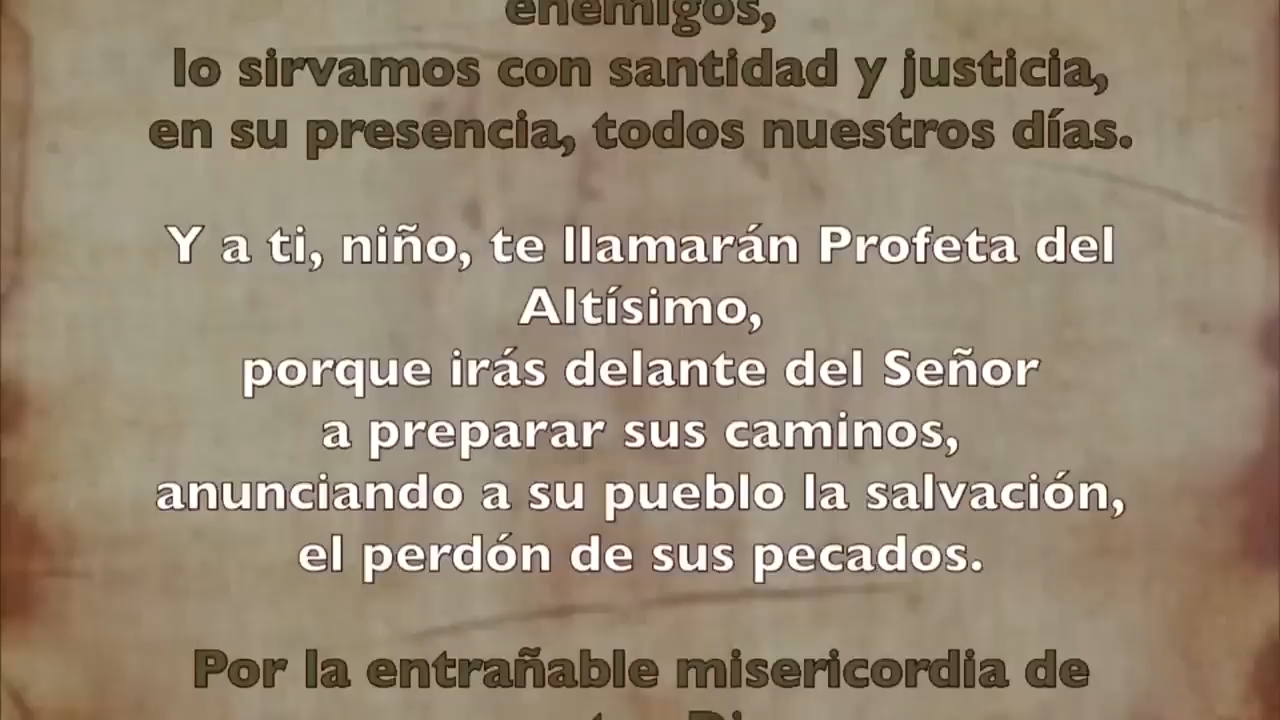 enemigos,
lo sirvamos con santidad y justicia,
en su presencia, todos nuestros días.
Y a ti, niño, te llamarán Profeta del
Altísimo,
porque irás delante del Señor
a preparar sus caminos,
anunciando a su pueblo la salvación,
el perdón de sus pecados.
Por la entrañable misericordia de